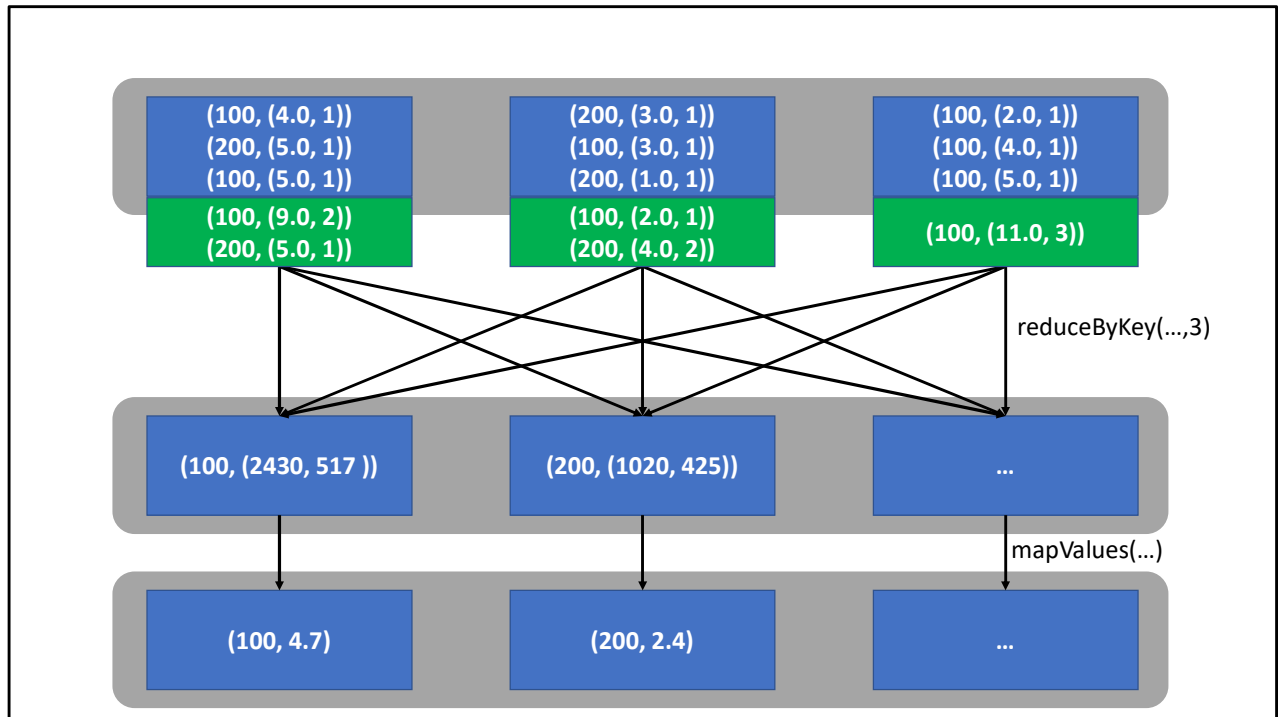 (100, (4.0, 1))
(200, (5.0, 1))
(100, (5.0, 1))
(200, (3.0, 1))
(100, (3.0, 1))
(200, (1.0, 1))
(100, (2.0, 1))
(100, (4.0, 1))
(100, (5.0, 1))
(100, (9.0, 2))
(200, (5.0, 1))
(100, (2.0, 1))
(200, (4.0, 2))
(100, (11.0, 3))
reduceByKey(…,3)
(100, (2430, 517 ))
(200, (1020, 425))
…
mapValues(…)
(100, 4.7)
(200, 2.4)
…